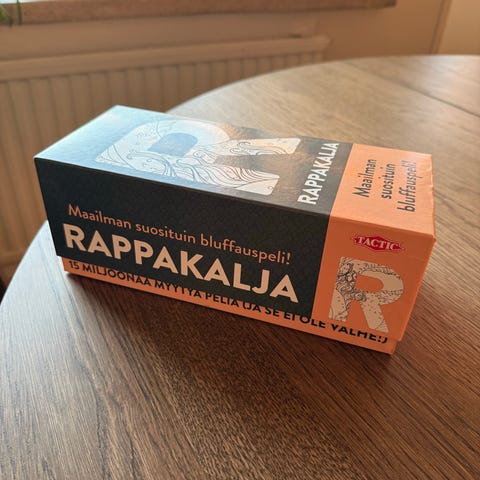 R
RAPPAKALJA
Maailman
suosituin
bluffauspeli!
Maailman suosituin bluffauspeli!
RAPPAKALJA
15 MILJOONAA MYYTYÄ PELIÄ (JA SE EI OLE VALHE!)
TACTIC
R